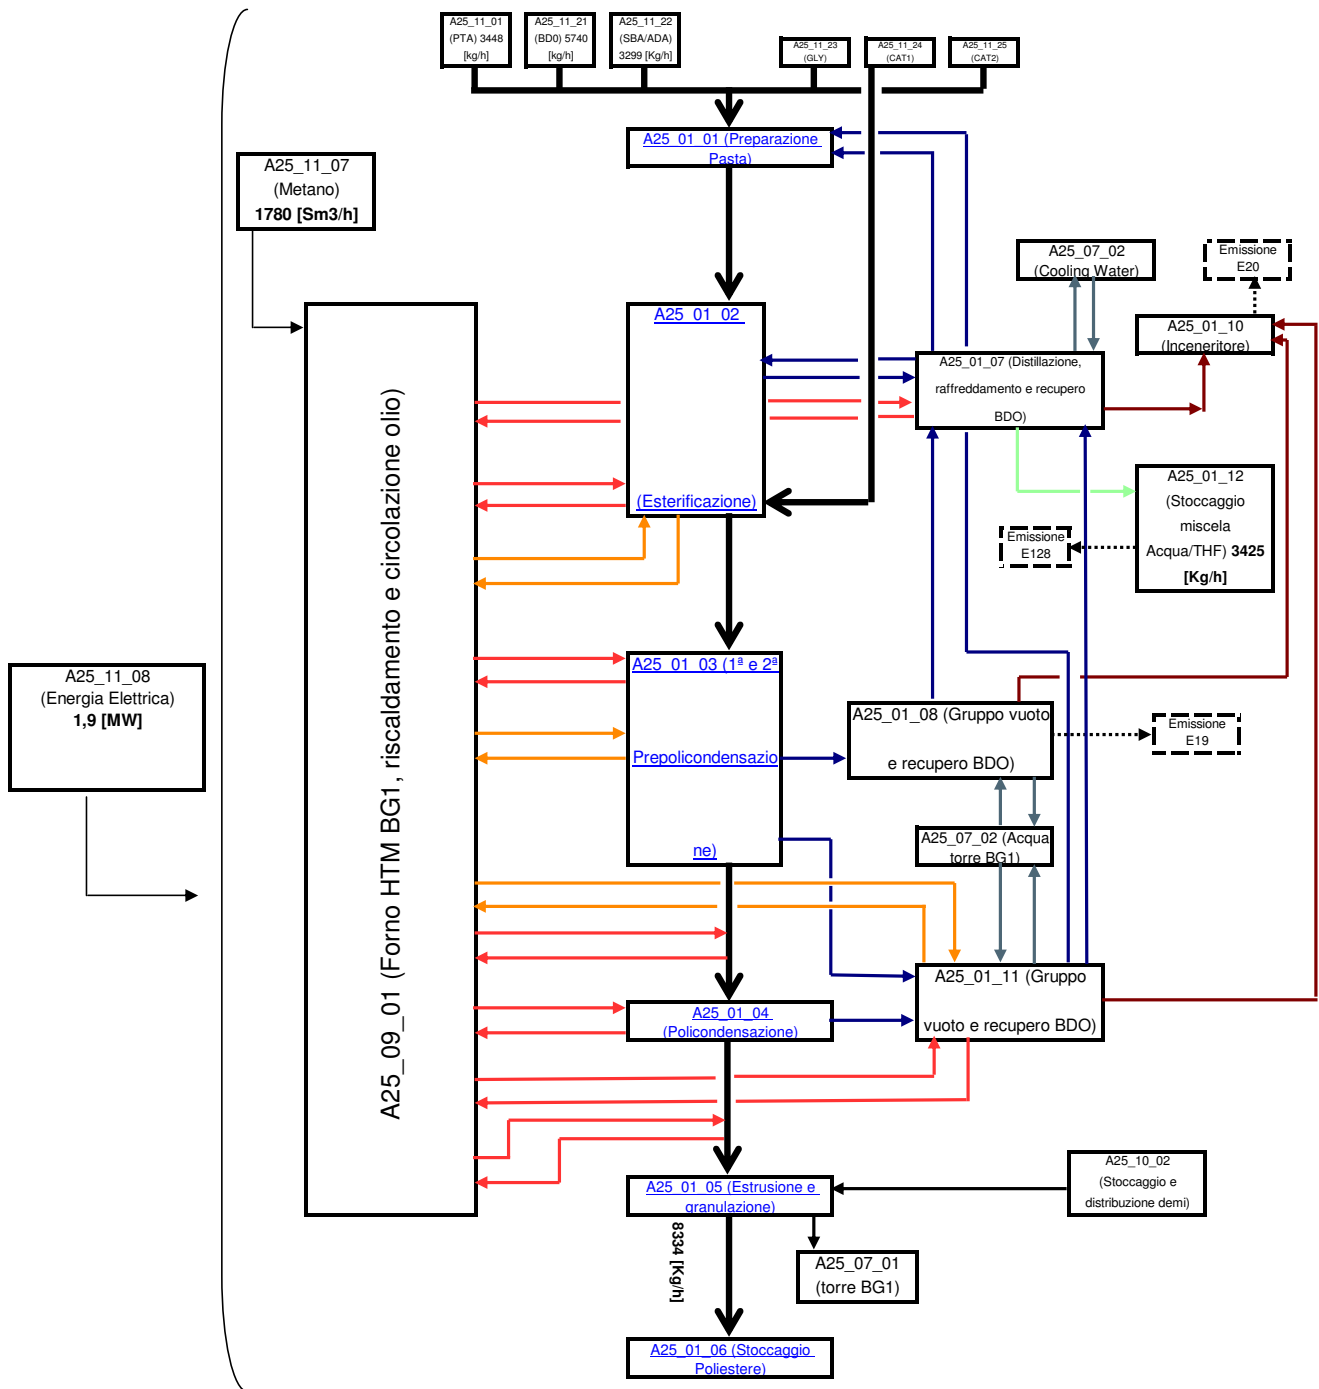 A25_11_01
(PTA) 3448
[kg/h]
A25_11_21
(BD0) 5740
[kg/h]
A25_11_22
(SBA/ADA)
3299 [Kg/h]
A25_11_23
(GLY)
A25_11_24
(CAT1)
A25_11_25
(CAT2)
A25_01_01 (Preparazione
Pasta)
A25_11_07
(Metano)
1780 [Sm3/h]
A25_07_02
(Cooling Water)
Emissione
E20
A25_01_02
(Esterificazione)
A25_01_10
(Inceneritore)
A25_01_07 (Distillazione,
raffreddamento e recupero
BDO)
A25_01_12
(Stoccaggio
miscela
Acqua/THF) 3425
[Kg/h]
Emissione
E128
A25_09_01 (Forno HTM BG1, riscaldamento e circolazione olio)
A25_11_08
(Energia Elettrica)
1,9 [MW]
A25_01_03 (1ª e 2ª
Prepolicondensazio
ne)
A25_01_08 (Gruppo vuoto
e recupero BDO)
Emissione
E19
A25_07_02 (Acqua
torre BG1)
A25_01_11 (Gruppo
vuoto e recupero BDO)
A25_01_04
(Policondensazione)
A25_10_02
(Stoccaggio e
distribuzione demi)
A25_01_05 (Estrusione e
granulazione)
8334 [Kg/h]
A25_07_01
(torre BG1)
A25_01_06 (Stoccaggio
Poliestere)